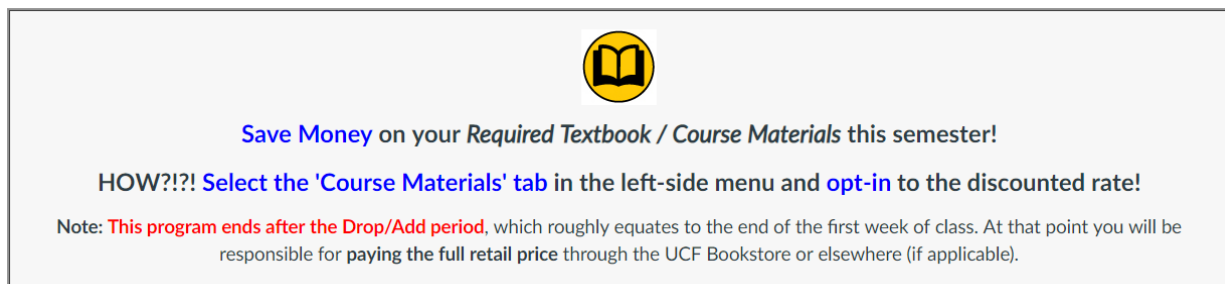 Save Money on your Required Textbook / Course Materials this semester!
HOW?!?! Select the 'Course Materials' tab in the left-side menu and opt-in to the discounted rate!
Note: This program ends after the Drop/Add period, which roughly equates to the end of the first week of class. At that point you will be
responsible for paying the full retail price through the UCF Bookstore or elsewhere (if applicable).